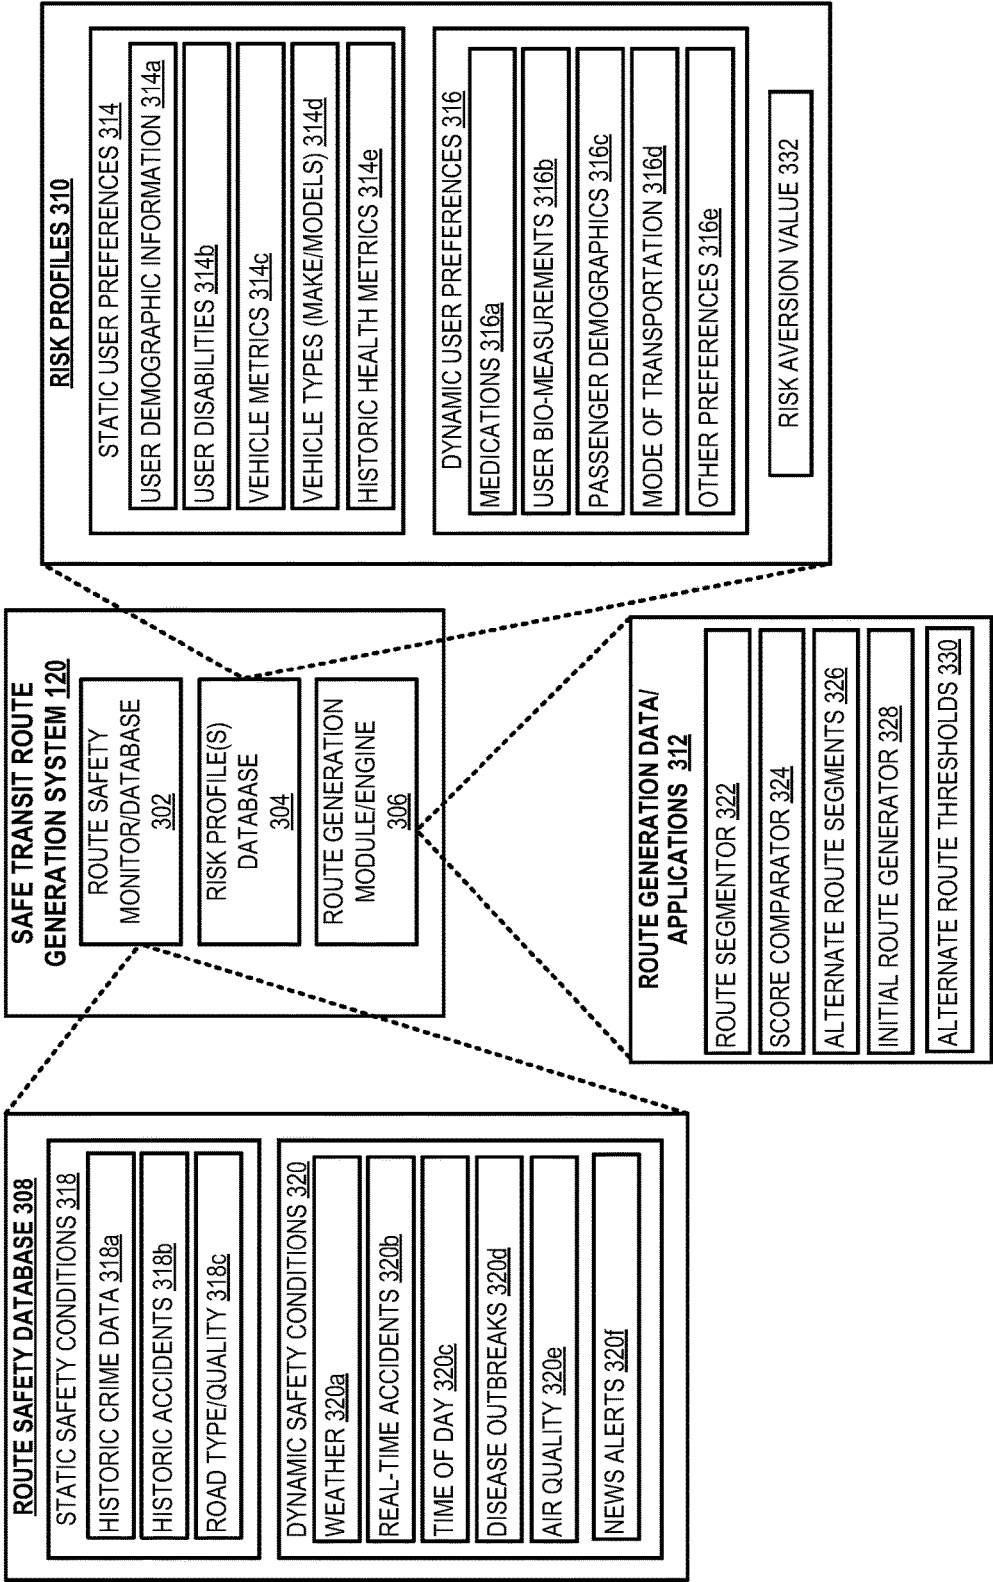 ROUTE SAFETY DATABASE 308
STATIC SAFETY CONDITIONS 318
HISTORIC CRIME DATA 318a
HISTORIC ACCIDENTS 318b
ROAD TYPE/QUALITY 318c
DYNAMIC SAFETY CONDITIONS 320
WEATHER 320a
REAL-TIME ACCIDENTS 320b
TIME OF DAY 320c
DISEASE OUTBREAKS 320d
AIR QUALITY 320e
NEWS ALERTS 320f
SAFE TRANSIT ROUTE
GENERATION SYSTEM 120
ROUTE SAFETY
MONITOR/DATABASE
302
RISK PROFILE(S)
DATABASE
304
ROUTE GENERATION
MODULE/ENGINE
306
ROUTE GENERATION DATA/
APPLICATIONS 312
ROUTE SEGMENTOR 322
SCORE COMPARATOR 324
ALTERNATE ROUTE SEGMENTS 326
INITIAL ROUTE GENERATOR 328
ALTERNATE ROUTE THRESHOLDS 330
RISK PROFILES 310
STATIC USER PREFERENCES 314
USER DEMOGRAPHIC INFORMATION 314a
USER DISABILITIES 314b
VEHICLE METRICS 314c
VEHICLE TYPES (MAKE/MODELS) 314d
HISTORIC HEALTH METRICS 314e
DYNAMIC USER PREFERENCES 316
MEDICATIONS 316a
USER BIO-MEASUREMENTS 316b
PASSENGER DEMOGRAPHICS 316c
MODE OF TRANSPORTATION 316d
OTHER PREFERENCES 316e
RISK AVERSION VALUE 332